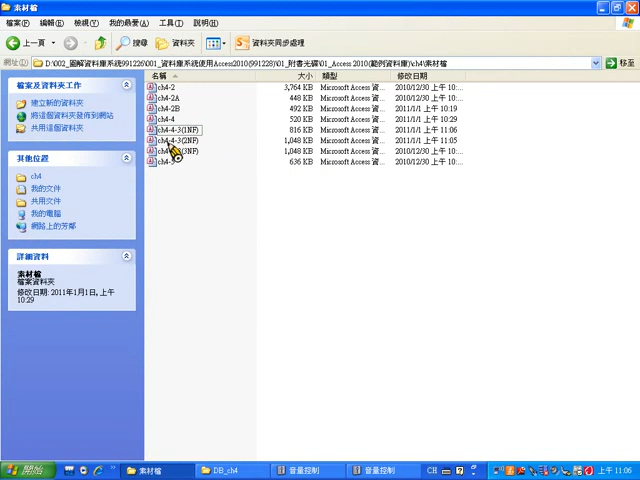 素材檔
檔案(F) 編輯(E) 檢視(V) 我的最愛(A) 工具(T) 說明(H)
上一頁 搜尋 資料夾 資料夾同步處理
網址(D) D:\002_圖解資料庫系統991226\001_資料庫系統使用Access2010(991228)\01_附書光碟\01_Access 2010(範例資料庫)\ch4\素材檔 移至
檔案及資料夾工作
建立新的資料夾
將這個資料夾發佈到網站
共用這個資料夾
其他位置
ch4
我的文件
共用文件
我的電腦
網路上的芳鄰
詳細資料
素材檔
檔案資料夾
修改日期: 2011年1月1日, 上午
10:29
名稱 大小 類型 修改日期
ch4-2 3,764 KB Microsoft Access 資... 2010/12/30 上午 10:...
ch4-2A 448 KB Microsoft Access 資... 2010/12/30 上午 10:...
ch4-2B 492 KB Microsoft Access 資... 2011/1/1 上午 10:19
ch4-4 520 KB Microsoft Access 資... 2011/1/1 上午 10:29
ch4-4-3(1NF) 816 KB Microsoft Access 資... 2011/1/1 上午 11:06
ch4-4-3(2NF) 1,048 KB Microsoft Access 資... 2011/1/1 上午 11:05
(3NF) 1,048 KB Microsoft Access 資... 2010/12/30 上午 10:...
636 KB Microsoft Access 資... 2010/12/30 上午 10:...
開始 素材檔 DB_ch4 音量控制 音量控制 CH 上午 11:06